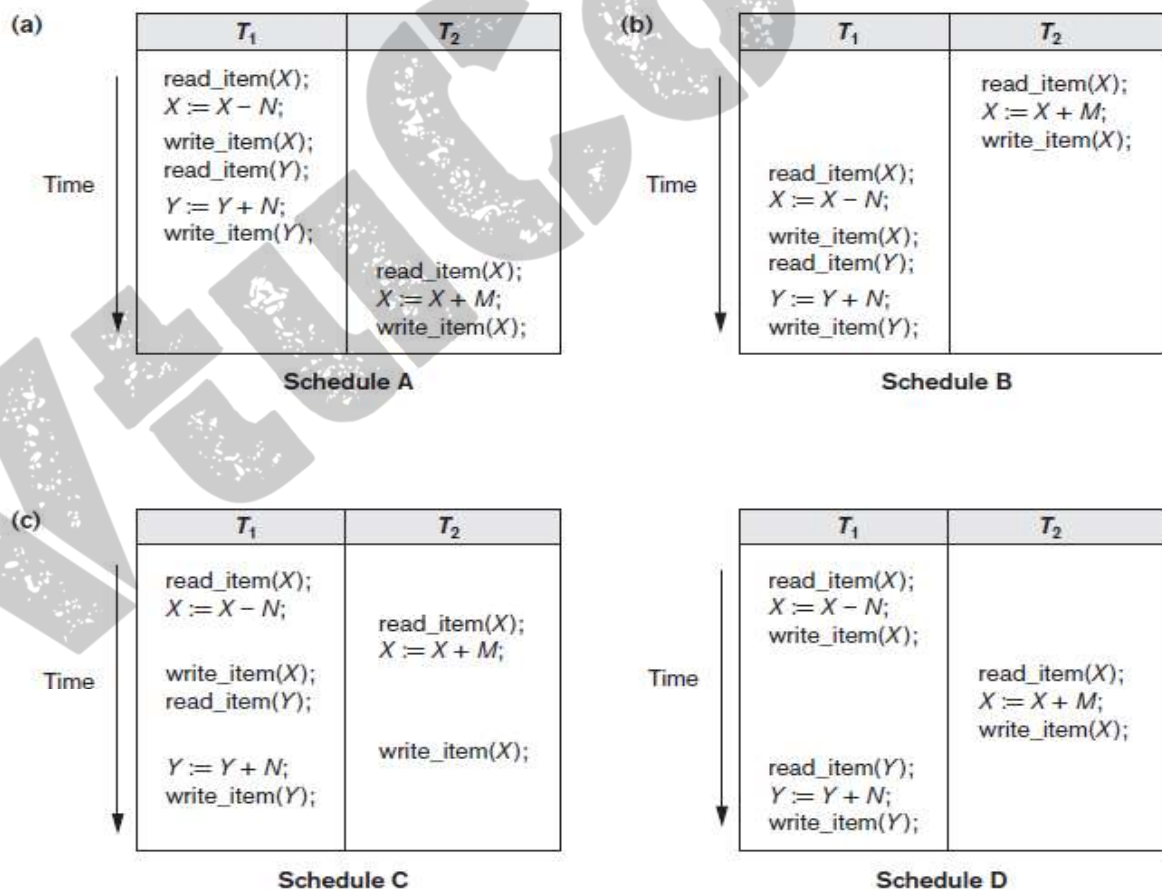 (a)
T1
T2
read_item(X);
X := X − N;
write_item(X);
read_item(Y);
Y := Y + N;
write_item(Y);
read_item(X);
X := X + M;
write_item(X);
Time
Schedule A
(b)
T1
T2
read_item(X);
X := X + M;
write_item(X);
read_item(X);
X := X − N;
write_item(X);
read_item(Y);
Y := Y + N;
write_item(Y);
Time
Schedule B
(c)
T1
T2
read_item(X);
X := X − N;
read_item(X);
X := X + M;
write_item(X);
read_item(Y);
write_item(X);
Y := Y + N;
write_item(Y);
Time
Schedule C
T1
T2
read_item(X);
X := X − N;
write_item(X);
read_item(X);
X := X + M;
write_item(X);
read_item(Y);
Y := Y + N;
write_item(Y);
Time
Schedule D